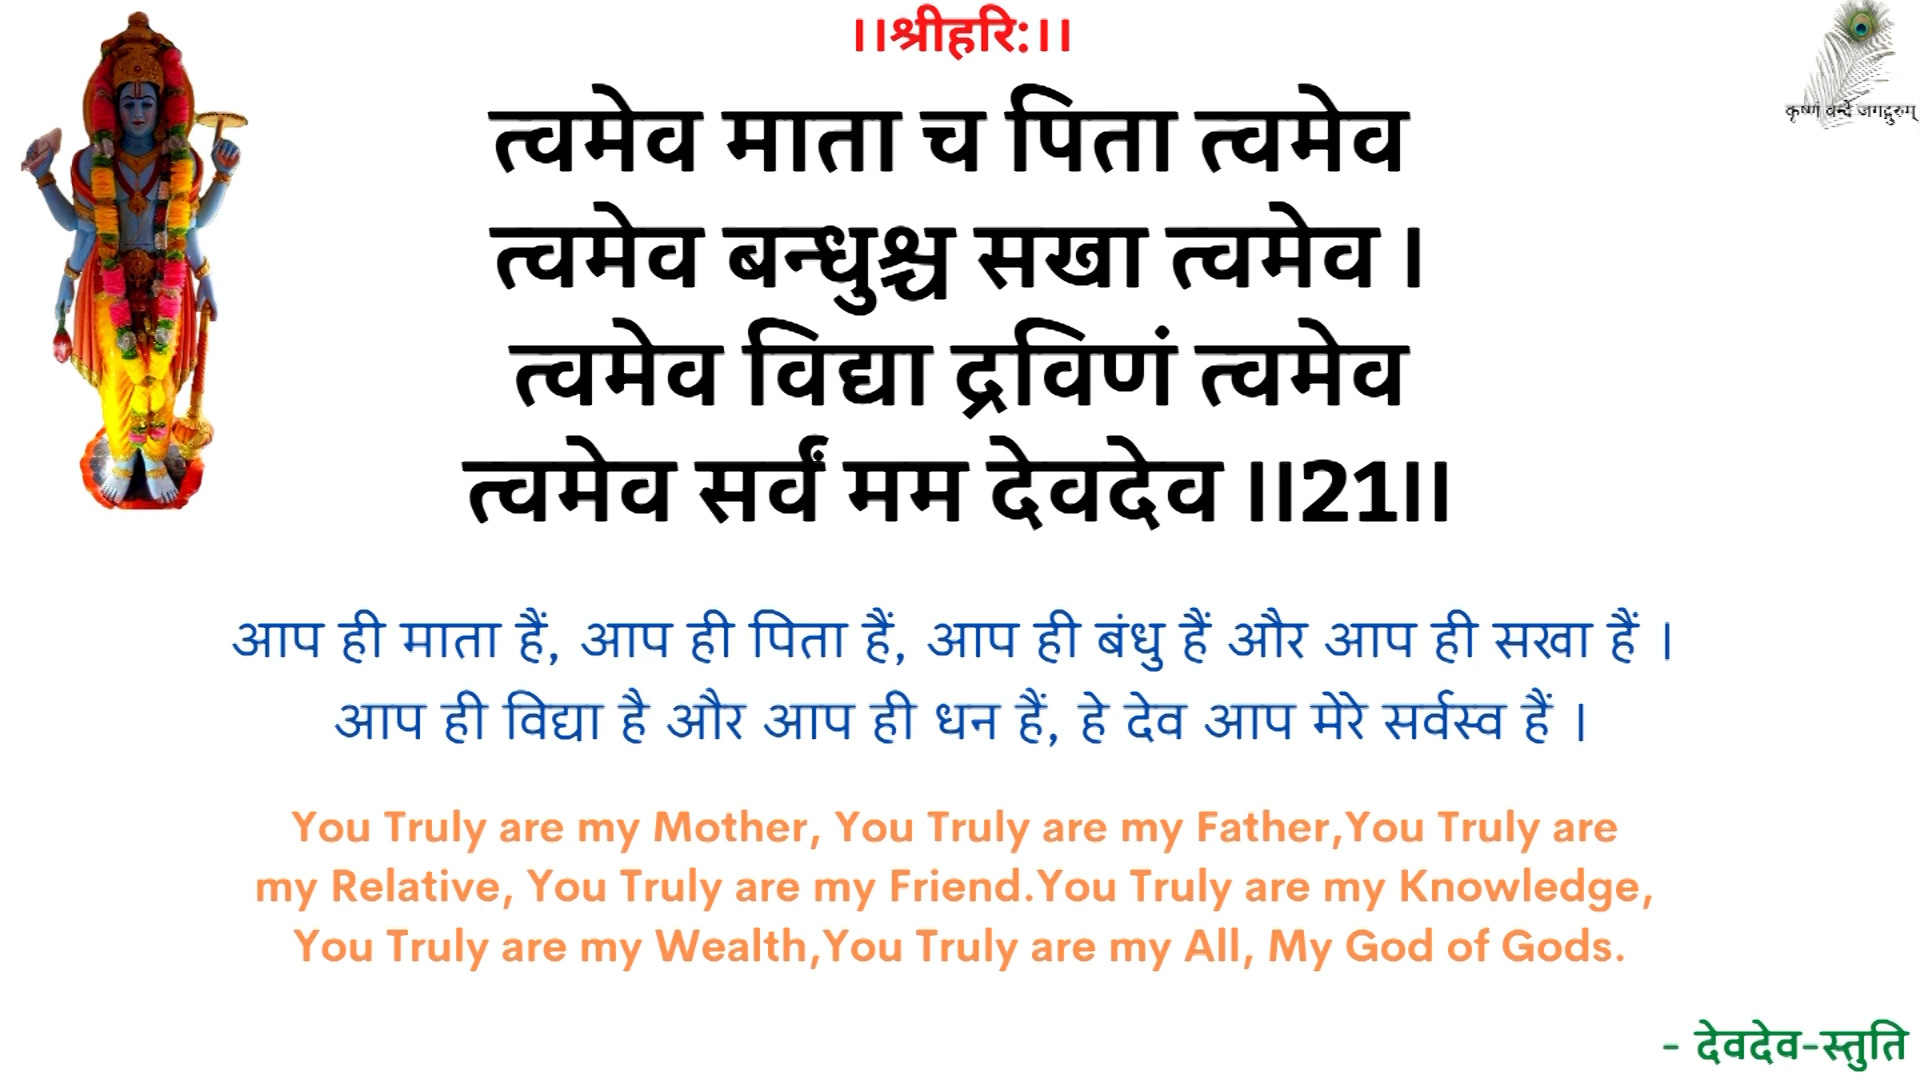 ।।श्रीहरि:।।
कृष्णं वन्दे जगद्गुरुम्
त्वमेव माता च पिता त्वमेव
त्वमेव बन्धुश्च सखा त्वमेव ।
त्वमेव विद्या द्रविणं त्वमेव
त्वमेव सर्वं मम देवदेव ।।21।।
आप ही माता हैं, आप ही पिता हैं, आप ही बंधु हैं और आप ही सखा हैं ।
आप ही विद्या है और आप ही धन हैं, हे देव आप मेरे सर्वस्व हैं ।
You Truly are my Mother, You Truly are my Father,You Truly are
my Relative, You Truly are my Friend.You Truly are my Knowledge,
You Truly are my Wealth,You Truly are my All, My God of Gods.
- देवदेव-स्तुति